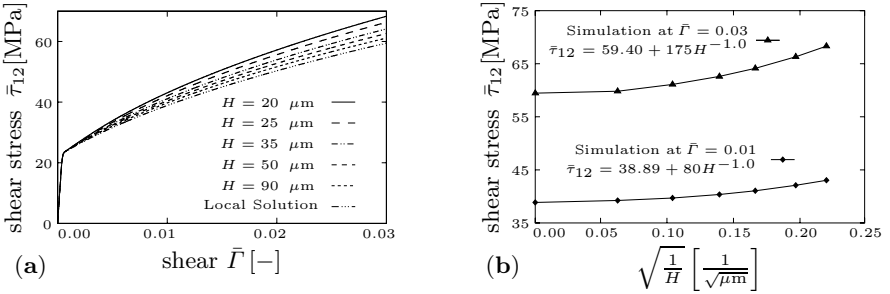 shear stress τ̄12[MPa]
60
40
20
0
0.00 0.01 0.02 0.03
H = 20 μm
H = 25 μm
H = 35 μm
H = 50 μm
H = 90 μm
Local Solution
(a) shear Γ̄ [−]
shear stress τ̄12[MPa]
75
65
55
45
35
0.00 0.05 0.10 0.15 0.20 0.25
Simulation at Γ̄ = 0.03
τ̄12 = 59.40 + 175H−1.0
Simulation at Γ̄ = 0.01
τ̄12 = 38.89 + 80H−1.0
(b) √1/H [1/√μm]